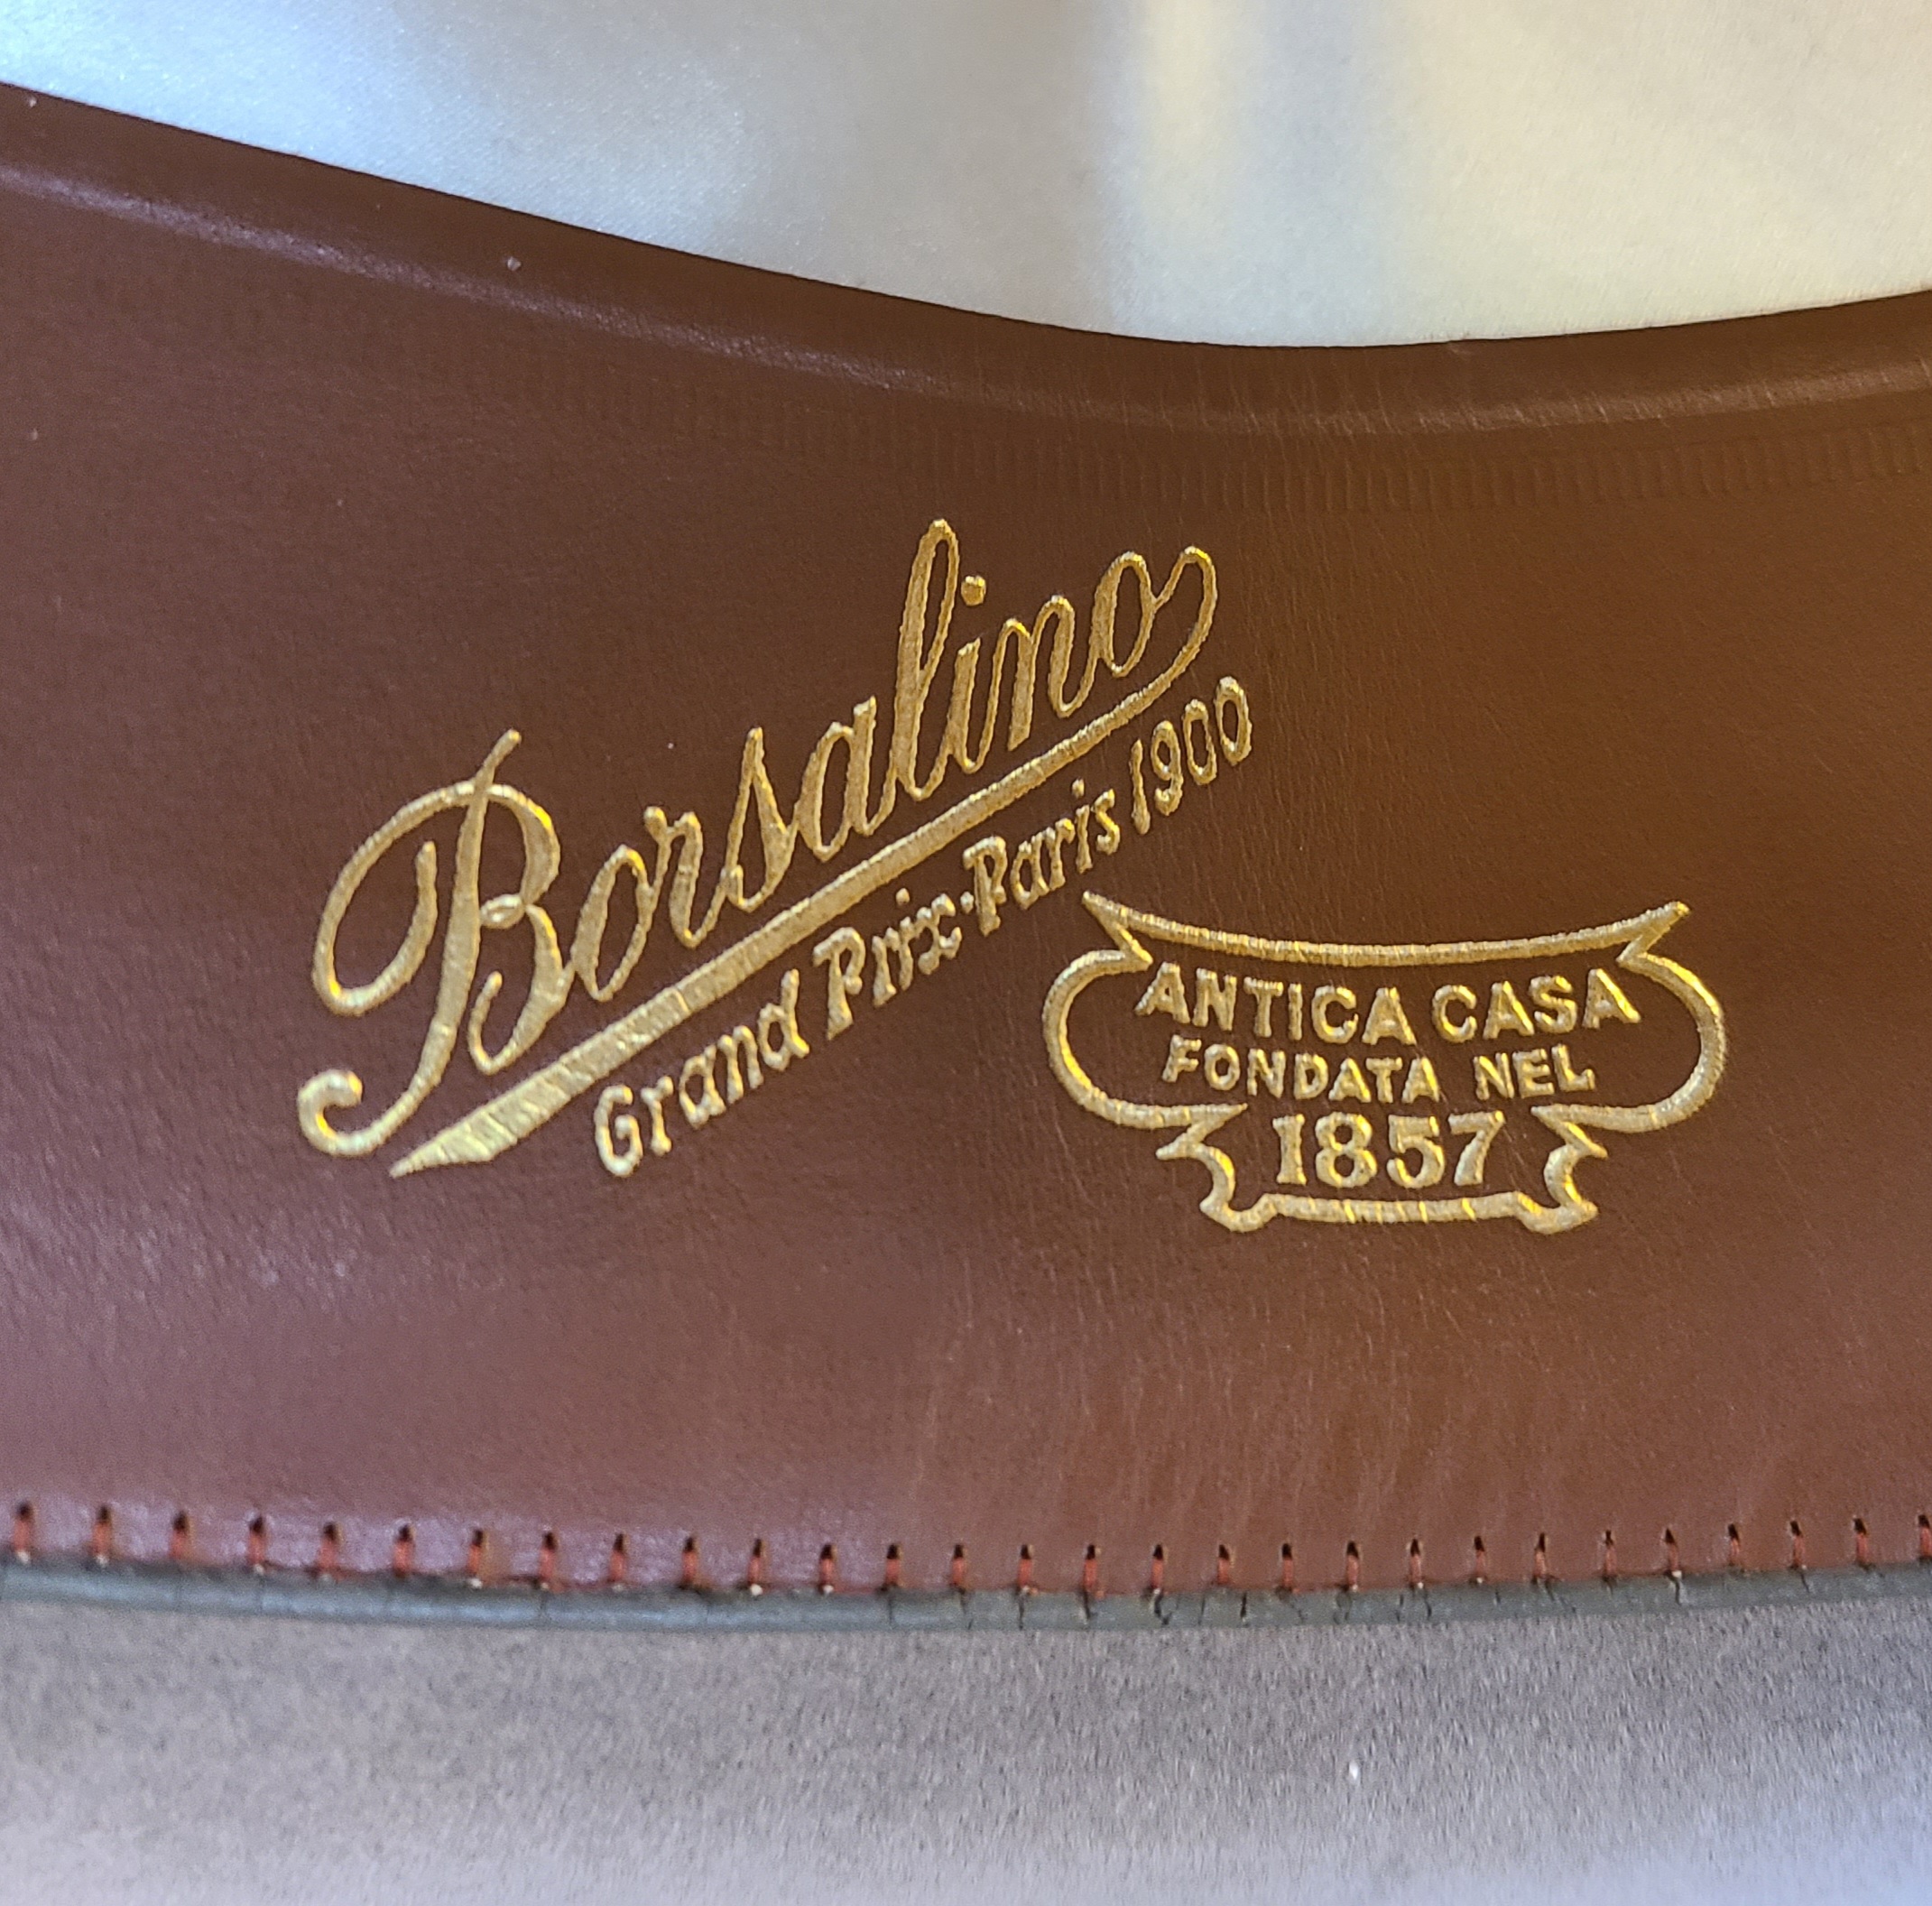 Borsalino
Grand Prix·Paris 1900
ANTICA CASA
FONDATA NEL
1857